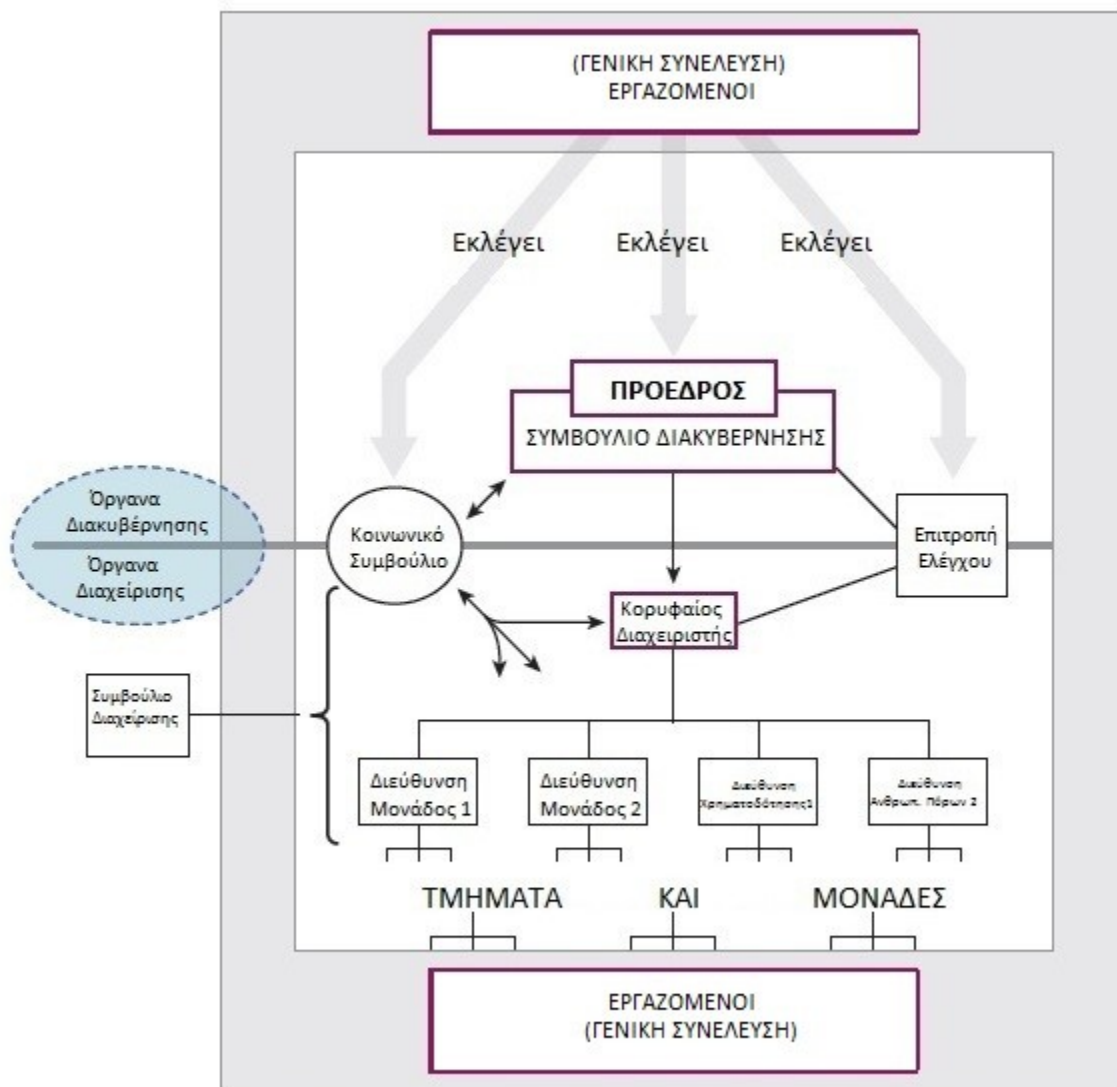 (ΓΕΝΙΚΗ ΣΥΝΕΛΕΥΣΗ)
ΕΡΓΑΖΟΜΕΝΟΙ
Εκλέγει
Εκλέγει
Εκλέγει
ΠΡΟΕΔΡΟΣ
ΣΥΜΒΟΥΛΙΟ ΔΙΑΚΥΒΕΡΝΗΣΗΣ
Όργανα
Διακυβέρνησης
Όργανα
Διαχείρισης
Κοινωνικό
Συμβούλιο
Επιτροπή
Ελέγχου
Κορυφαίος
Διαχειριστής
Συμβούλιο
Διαχείρισης
Διεύθυνση
Μονάδος 1
Διεύθυνση
Μονάδος 2
Διεύθυνση
Χρηματοδότησης1
Διεύθυνση
Ανθρωπ. Πόρων 2
ΤΜΗΜΑΤΑ ΚΑΙ ΜΟΝΑΔΕΣ
ΕΡΓΑΖΟΜΕΝΟΙ
(ΓΕΝΙΚΗ ΣΥΝΕΛΕΥΣΗ)